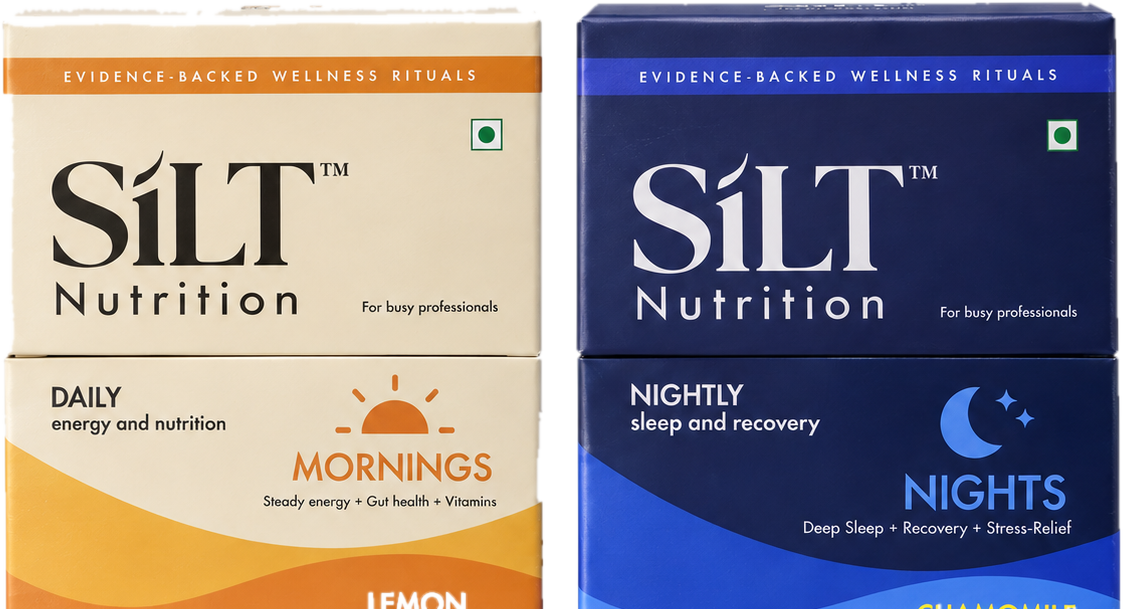 EVIDENCE-BACKED WELLNESS RITUALS
SiLT™
Nutrition
For busy professionals
DAILY
energy and nutrition
MORNINGS
Steady energy + Gut health + Vitamins
LEMON
EVIDENCE-BACKED WELLNESS RITUALS
SiLT™
Nutrition
For busy professionals
NIGHTLY
sleep and recovery
NIGHTS
Deep Sleep + Recovery + Stress-Relief
CHAMOMILE